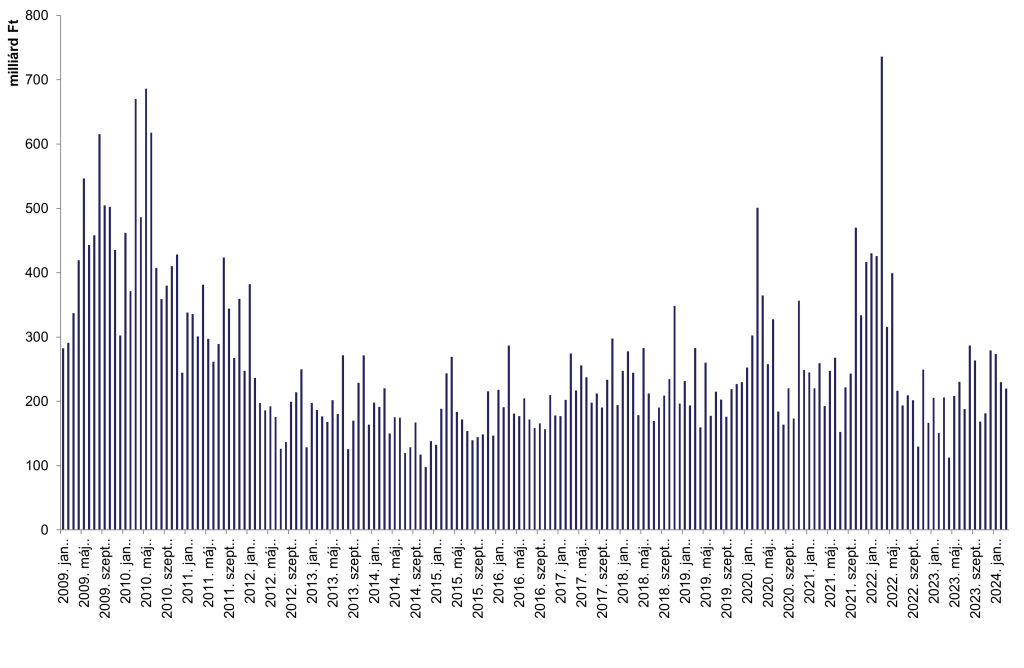 milliárd Ft
800
700
600
500
400
300
200
100
0
2009. jan..
2009. máj..
2009. szept..
2010. jan..
2010. máj..
2010. szept..
2011. jan..
2011. máj..
2011. szept..
2012. jan..
2012. máj..
2012. szept..
2013. jan..
2013. máj..
2013. szept..
2014. jan..
2014. máj..
2014. szept..
2015. jan..
2015. máj..
2015. szept..
2016. jan..
2016. máj..
2016. szept..
2017. jan..
2017. máj..
2017. szept..
2018. jan..
2018. máj..
2018. szept..
2019. jan..
2019. máj..
2019. szept..
2020. jan..
2020. máj..
2020. szept..
2021. jan..
2021. máj..
2021. szept..
2022. jan..
2022. máj..
2022. szept..
2023. jan..
2023. máj..
2023. szept..
2024. jan..